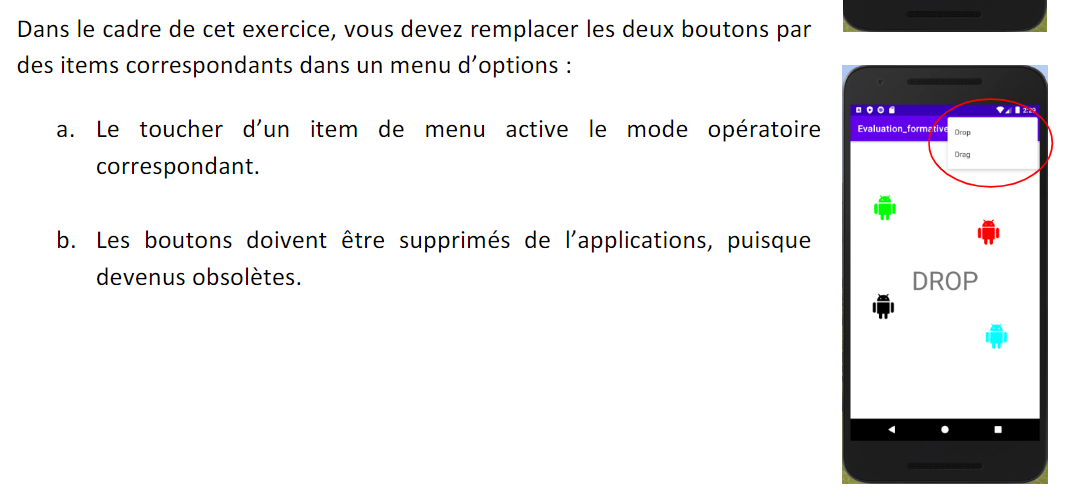 Dans le cadre de cet exercice, vous devez remplacer les deux boutons par
des items correspondants dans un menu d’options :
a. Le toucher d’un item de menu active le mode opératoire
correspondant.
b. Les boutons doivent être supprimés de l’applications, puisque
devenus obsolètes.
Evaluation_formative
Drop
Drag
DROP